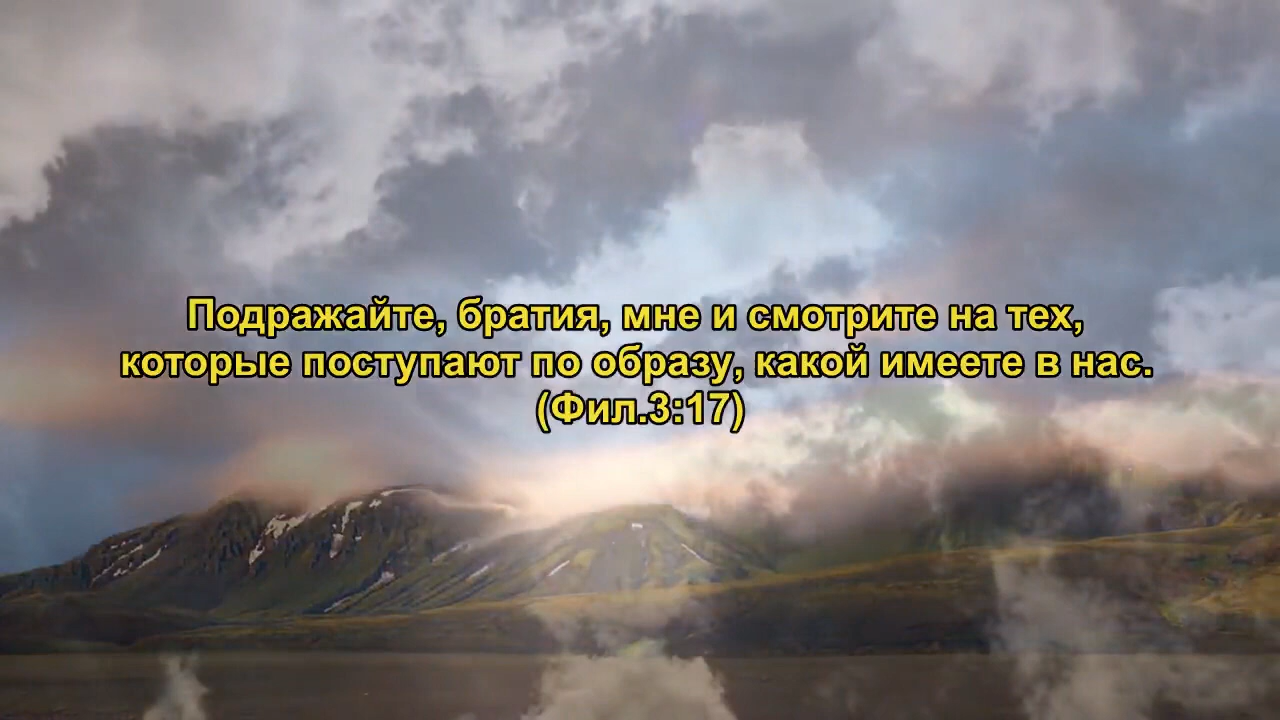 Подражайте, братия, мне и смотрите на тех,
которые поступают по образу, какой имеете в нас.
(Фил.3:17)